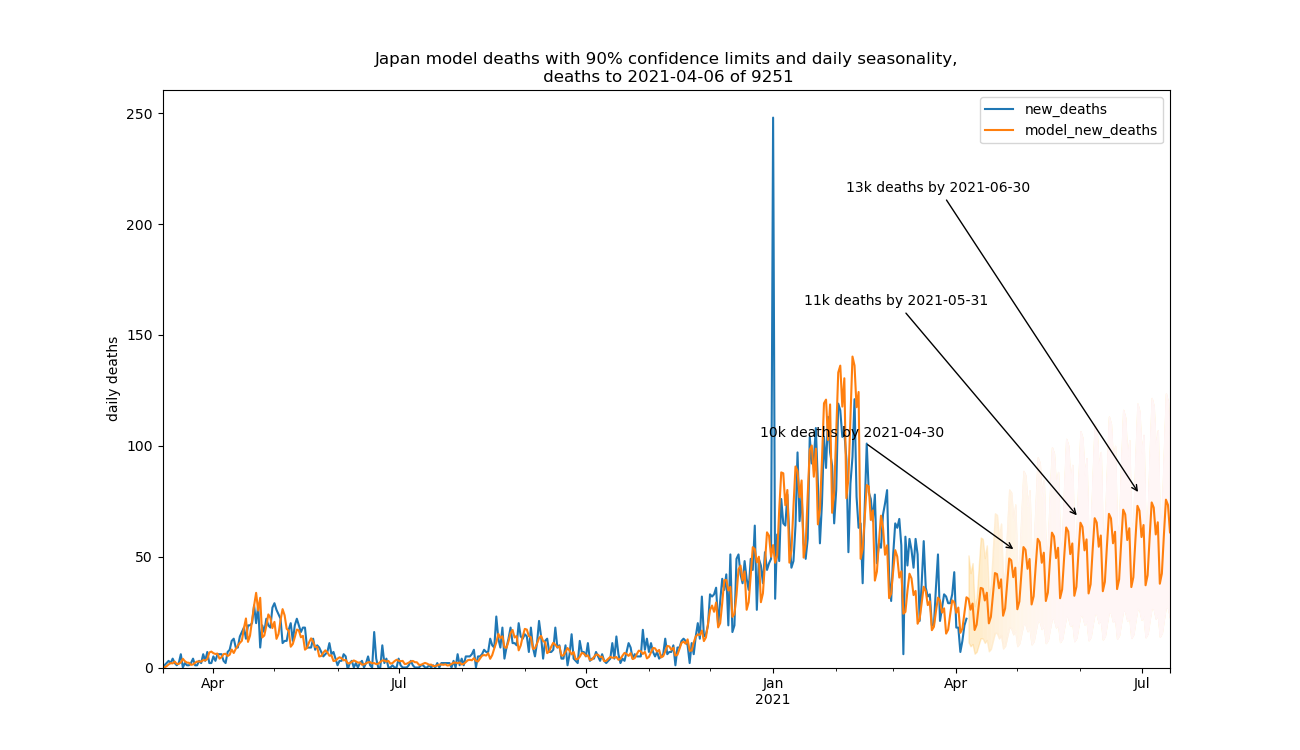 Japan model deaths with 90% confidence limits and daily seasonality,
deaths to 2021-04-06 of 9251
new_deaths
model_new_deaths
13k deaths by 2021-06-30
11k deaths by 2021-05-31
10k deaths by 2021-04-30
daily deaths
250
200
150
100
50
0
Apr
Jul
Oct
Jan
2021
Apr
Jul